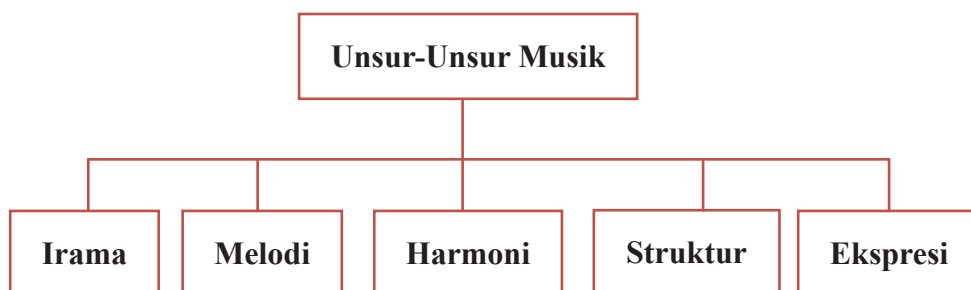 Unsur-Unsur Musik
Irama
Melodi
Harmoni
Struktur
Ekspresi